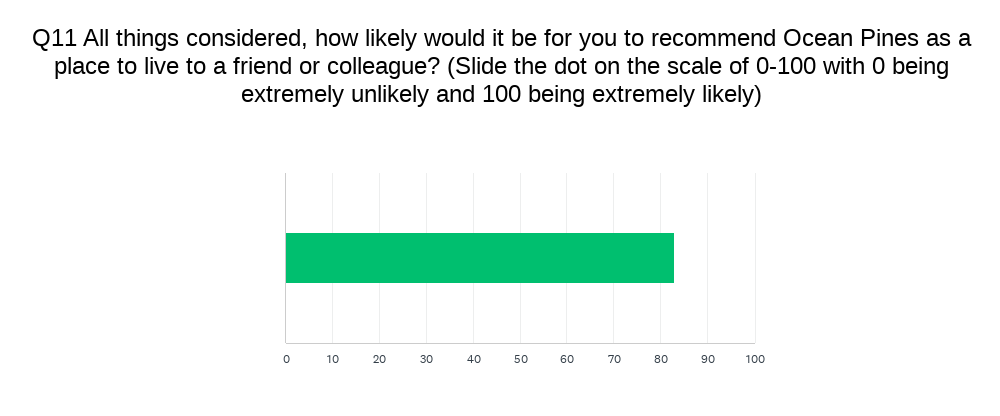 Q11 All things considered, how likely would it be for you to recommend Ocean Pines as a
place to live to a friend or colleague? (Slide the dot on the scale of 0-100 with 0 being
extremely unlikely and 100 being extremely likely)
0 10 20 30 40 50 60 70 80 90 100